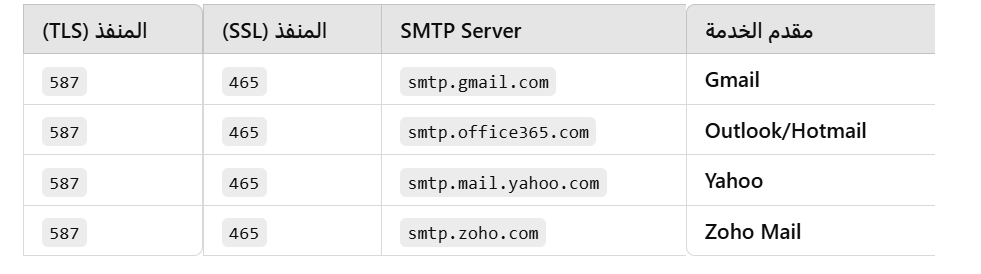 مقدم الخدمة SMTP Server المنفذ (SSL) المنفذ (TLS)
Gmail smtp.gmail.com 465 587
Outlook/Hotmail smtp.office365.com 465 587
Yahoo smtp.mail.yahoo.com 465 587
Zoho Mail smtp.zoho.com 465 587